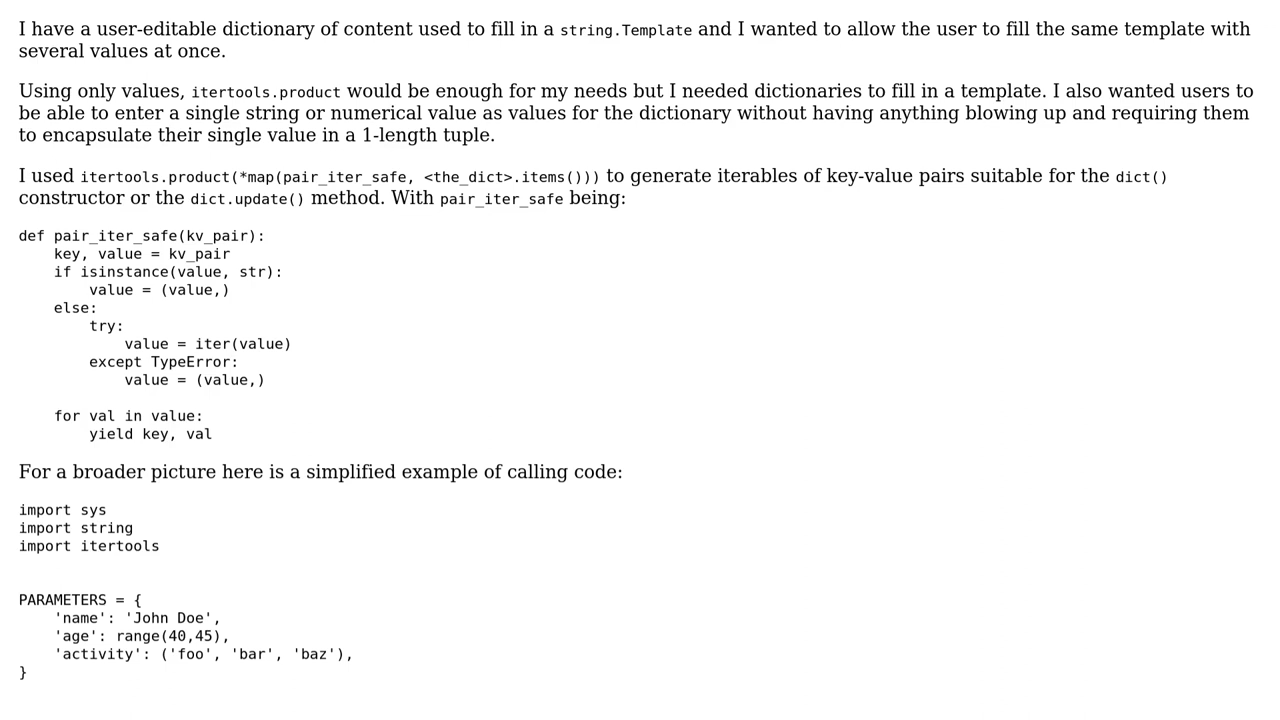 I have a user-editable dictionary of content used to fill in a string.Template and I wanted to allow the user to fill the same template with
several values at once.
Using only values, itertools.product would be enough for my needs but I needed dictionaries to fill in a template. I also wanted users to
be able to enter a single string or numerical value as values for the dictionary without having anything blowing up and requiring them
to encapsulate their single value in a 1-length tuple.
I used itertools.product(*map(pair_iter_safe, <the_dict>.items())) to generate iterables of key-value pairs suitable for the dict()
constructor or the dict.update() method. With pair_iter_safe being:
def pair_iter_safe(kv_pair):
    key, value = kv_pair
    if isinstance(value, str):
        value = (value,)
    else:
        try:
            value = iter(value)
        except TypeError:
            value = (value,)

    for val in value:
        yield key, val
For a broader picture here is a simplified example of calling code:
import sys
import string
import itertools


PARAMETERS = {
    'name': 'John Doe',
    'age': range(40,45),
    'activity': ('foo', 'bar', 'baz'),
}